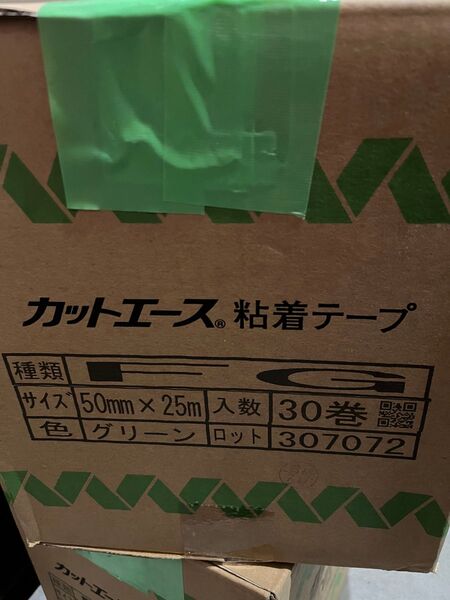 カットエース® 粘着テープ
種類 FG
サイズ 50mm×25m 入数 30巻
色 グリーン ロット 307072
カットエース